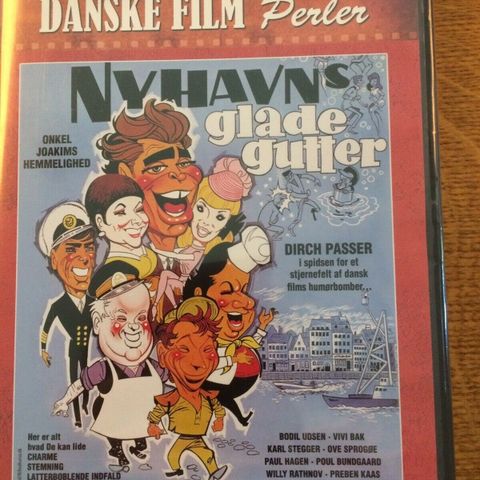 DANSKE FILM Perler
NYHAVNs
glade
gutter
ONKEL
JOAKIMS
HEMMELIGHED
DIRCH PASSER
i spidsen for et
stjernefelt af dansk
films humørbomber...
Her er alt
hvad De kan lide
CHARME
STEMNING
LATTERBOBLENDE INDFALD
BODIL UDSEN - VIVI BAK
KARL STEGGER - OVE SPROGØE
PAUL HAGEN - POUL BUNDGAARD
WILLY RATHNOV - PREBEN KAAS